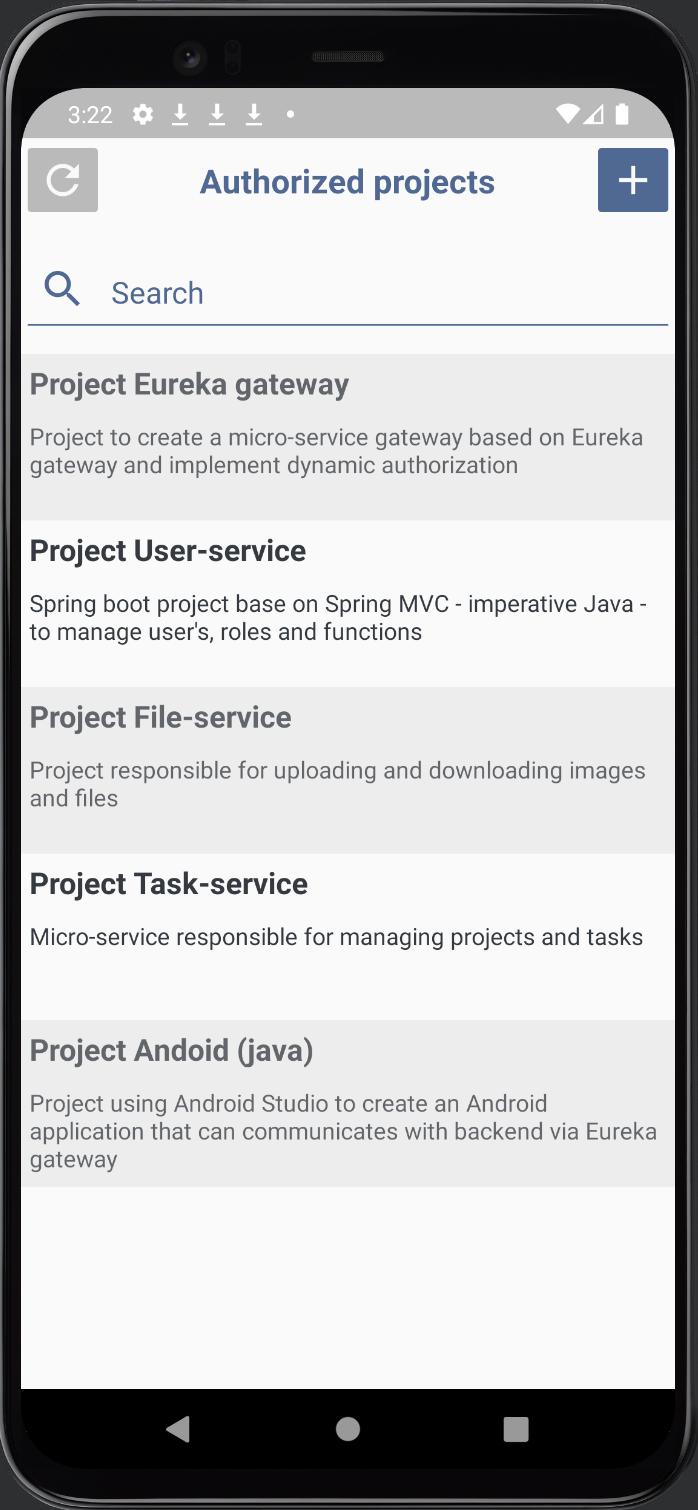 3:22
Authorized projects
Search
Project Eureka gateway
Project to create a micro-service gateway based on Eureka
gateway and implement dynamic authorization
Project User-service
Spring boot project base on Spring MVC - imperative Java -
to manage user's, roles and functions
Project File-service
Project responsible for uploading and downloading images
and files
Project Task-service
Micro-service responsible for managing projects and tasks
Project Andoid (java)
Project using Android Studio to create an Android
application that can communicates with backend via Eureka
gateway